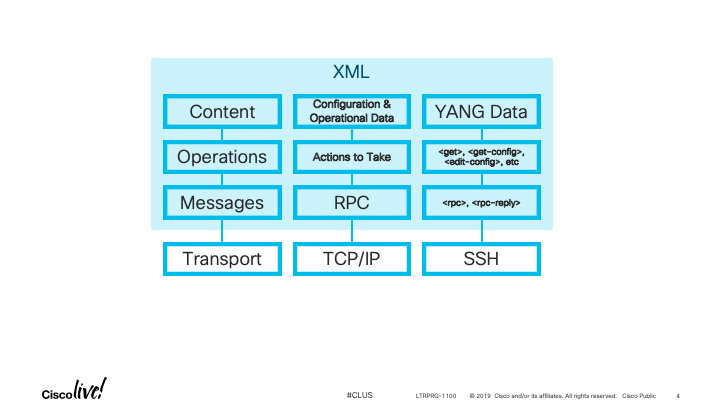 XML
Content
Configuration &
Operational Data
YANG Data
Operations
Actions to Take
<get>, <get-config>,
<edit-config>, etc
Messages
RPC
<rpc>, <rpc-reply>
Transport
TCP/IP
SSH
Cisco live!
#CLUS
LTRPRG-1100
© 2019 Cisco and/or its affiliates. All rights reserved. Cisco Public
4